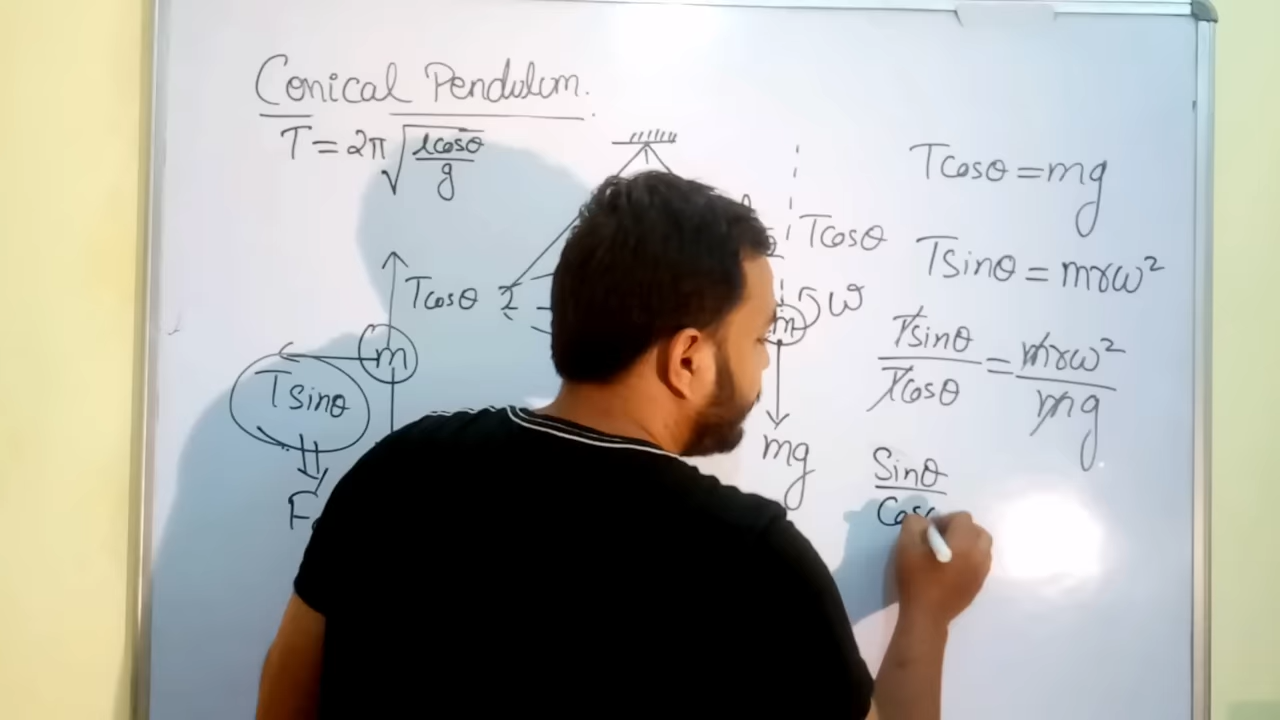 Conical Pendulum.
T = 2π √(lcosθ/g)
Tcosθ
m
Tsinθ
Tcosθ
ω
m
mg
Tcosθ = mg
Tsinθ = mrω²
Tsinθ/Tcosθ = mrω²/mg
Sinθ